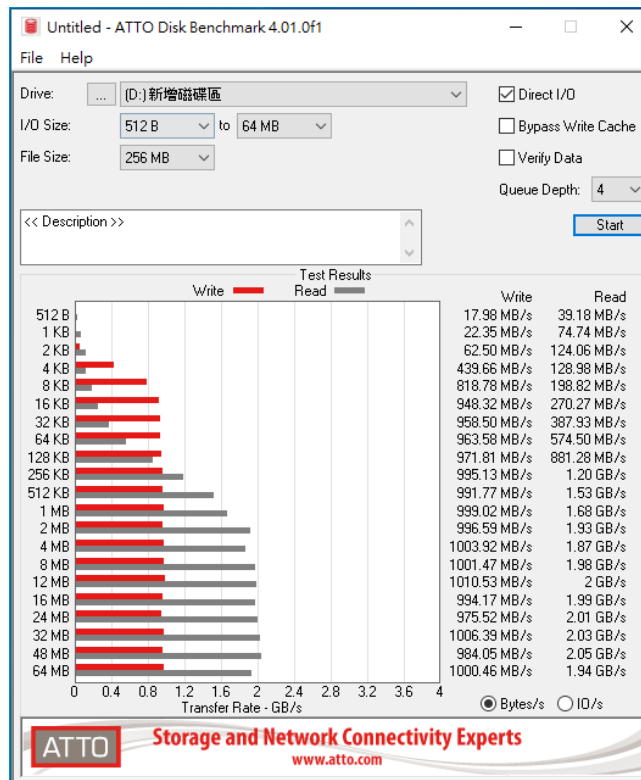 Untitled - ATTO Disk Benchmark 4.01.0f1
File Help
Drive: ... (D:)新增磁碟區 Direct I/O
I/O Size: 512 B to 64 MB Bypass Write Cache
File Size: 256 MB Verify Data
Queue Depth: 4
<< Description >> Start
Test Results
Write Read Write Read
512 B 17.98 MB/s 39.18 MB/s
1 KB 22.35 MB/s 74.74 MB/s
2 KB 62.50 MB/s 124.06 MB/s
4 KB 439.66 MB/s 128.98 MB/s
8 KB 818.78 MB/s 198.82 MB/s
16 KB 948.32 MB/s 270.27 MB/s
32 KB 958.50 MB/s 387.93 MB/s
64 KB 963.58 MB/s 574.50 MB/s
128 KB 971.81 MB/s 881.28 MB/s
256 KB 995.13 MB/s 1.20 GB/s
512 KB 991.77 MB/s 1.53 GB/s
1 MB 999.02 MB/s 1.68 GB/s
2 MB 996.59 MB/s 1.93 GB/s
4 MB 1003.92 MB/s 1.87 GB/s
8 MB 1001.47 MB/s 1.98 GB/s
12 MB 1010.53 MB/s 2 GB/s
16 MB 994.17 MB/s 1.99 GB/s
24 MB 975.52 MB/s 2.01 GB/s
32 MB 1006.39 MB/s 2.03 GB/s
48 MB 984.05 MB/s 2.05 GB/s
64 MB 1000.46 MB/s 1.94 GB/s
0 0.4 0.8 1.2 1.6 2 2.4 2.8 3.2 3.6 4
Transfer Rate - GB/s Bytes/s IO/s
ATTO Storage and Network Connectivity Experts
www.atto.com